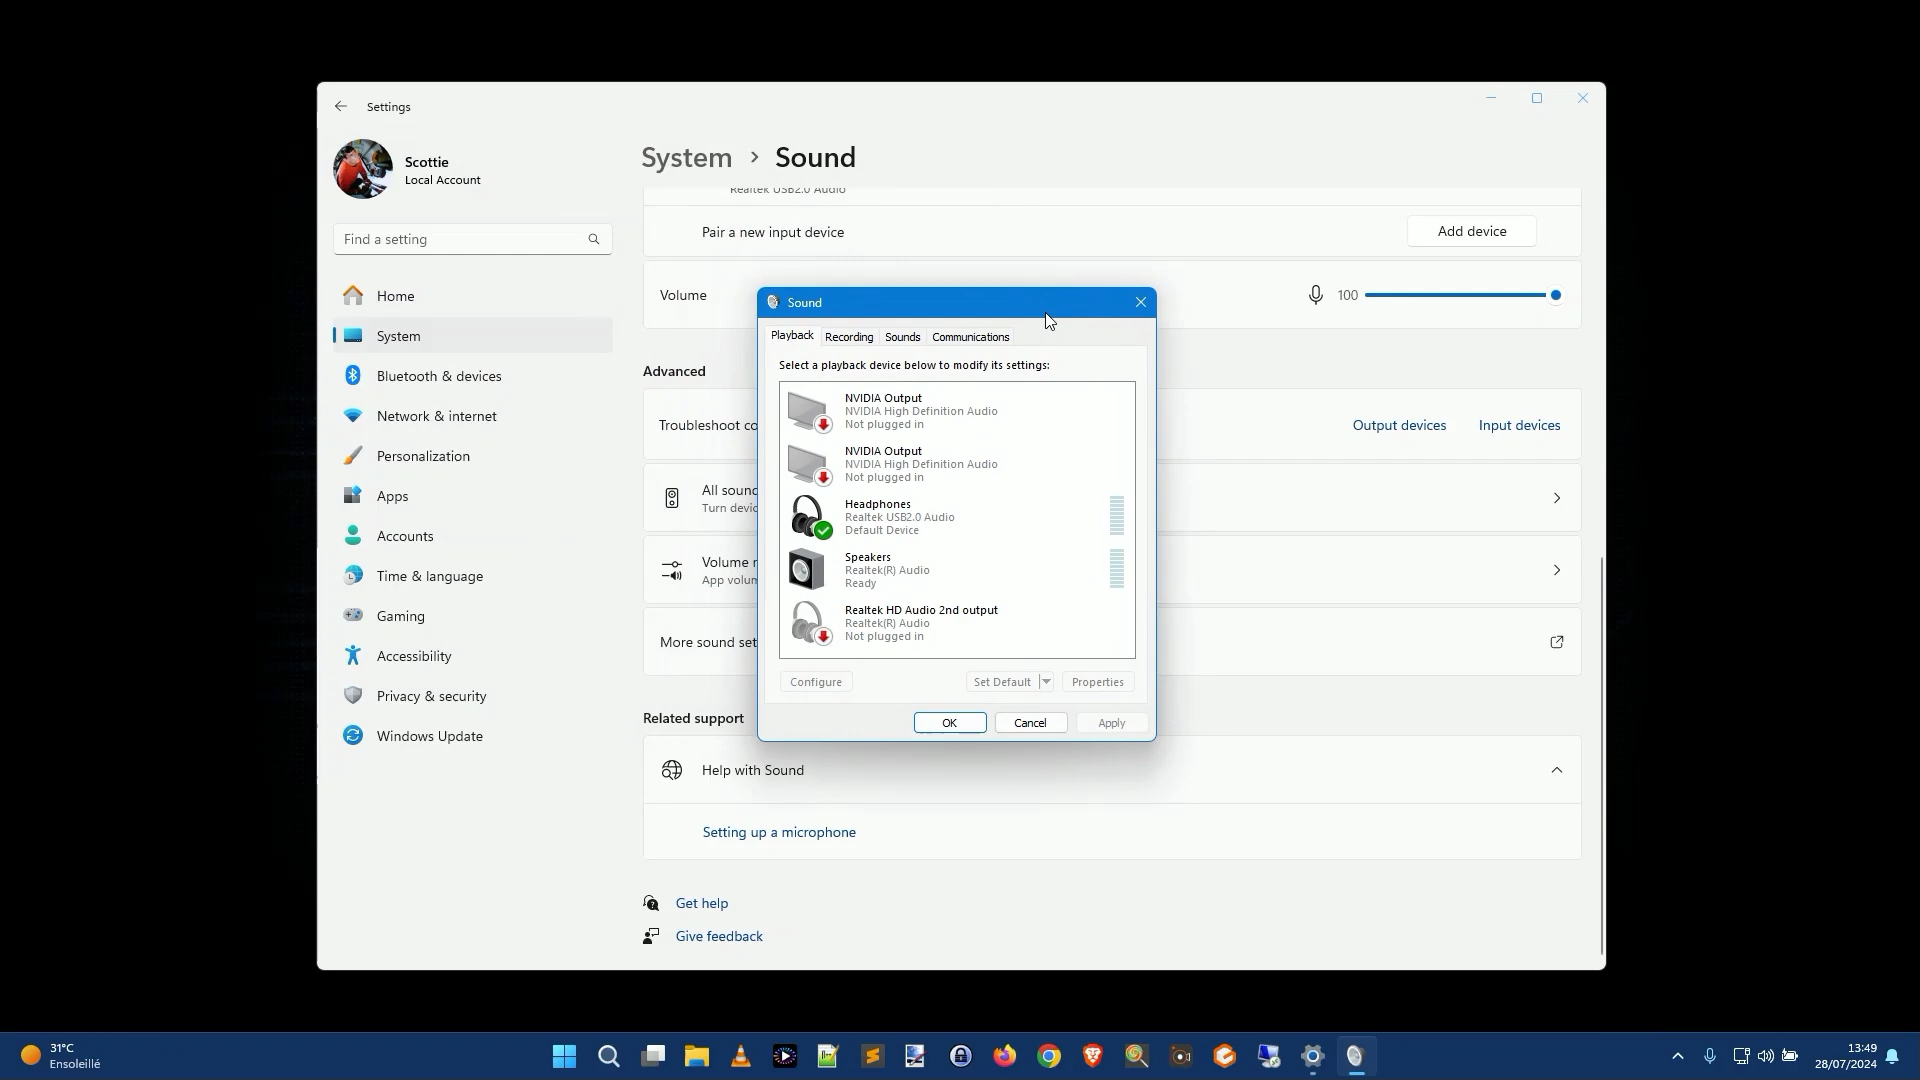 Settings
Scottie
Local Account
Find a setting
Home
System
Bluetooth & devices
Network & internet
Personalization
Apps
Accounts
Time & language
Gaming
Accessibility
Privacy & security
Windows Update
System > Sound
Realtek USB2.0 Audio
Pair a new input device
Add device
Volume
100
Advanced
Troubleshoot co
Output devices
Input devices
All sound
Turn devic
Volume r
App volum
More sound set
Related support
Help with Sound
Setting up a microphone
Get help
Give feedback
Sound
Playback Recording Sounds Communications
Select a playback device below to modify its settings:
NVIDIA Output
NVIDIA High Definition Audio
Not plugged in
NVIDIA Output
NVIDIA High Definition Audio
Not plugged in
Headphones
Realtek USB2.0 Audio
Default Device
Speakers
Realtek(R) Audio
Ready
Realtek HD Audio 2nd output
Realtek(R) Audio
Not plugged in
Configure
Set Default
Properties
OK
Cancel
Apply
31°C
Ensoleillé
13:49
28/07/2024